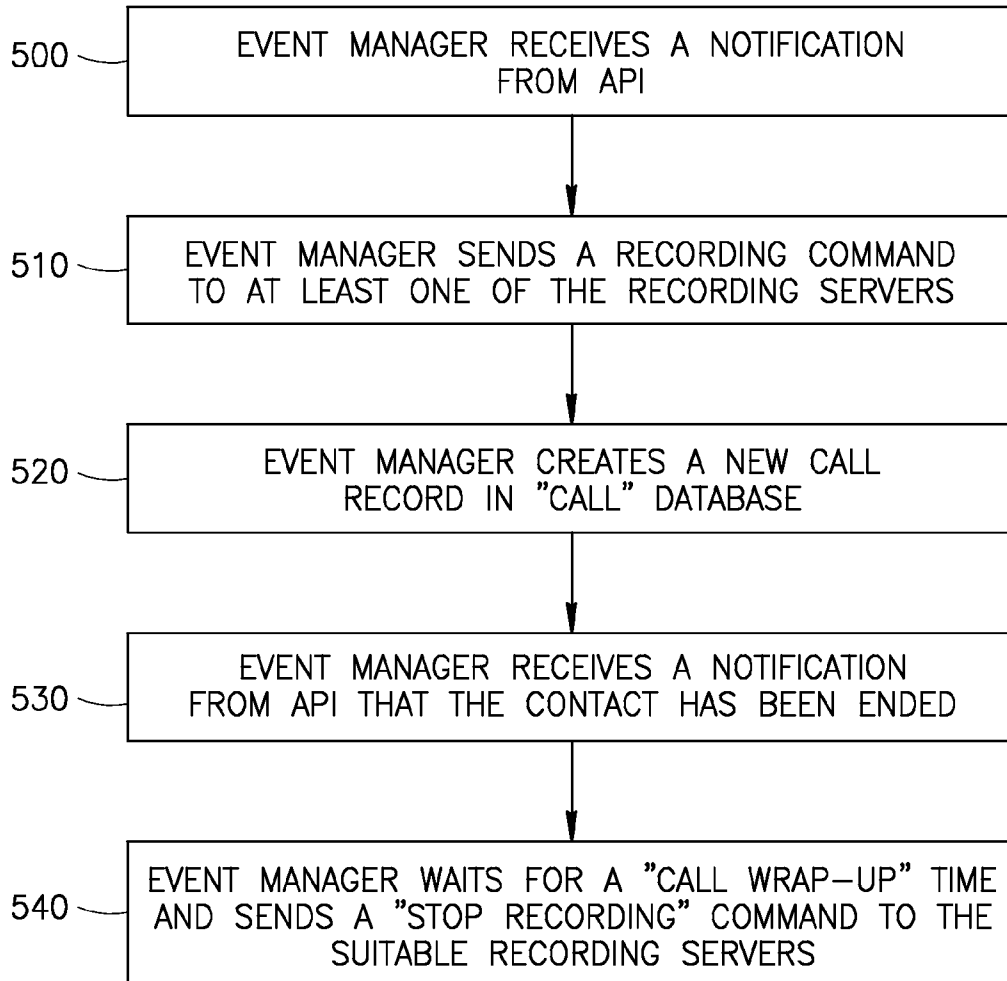 500
EVENT MANAGER RECEIVES A NOTIFICATION
FROM API
510
EVENT MANAGER SENDS A RECORDING COMMAND
TO AT LEAST ONE OF THE RECORDING SERVERS
520
EVENT MANAGER CREATES A NEW CALL
RECORD IN "CALL" DATABASE
530
EVENT MANAGER RECEIVES A NOTIFICATION
FROM API THAT THE CONTACT HAS BEEN ENDED
540
EVENT MANAGER WAITS FOR A "CALL WRAP-UP" TIME
AND SENDS A "STOP RECORDING" COMMAND TO THE
SUITABLE RECORDING SERVERS